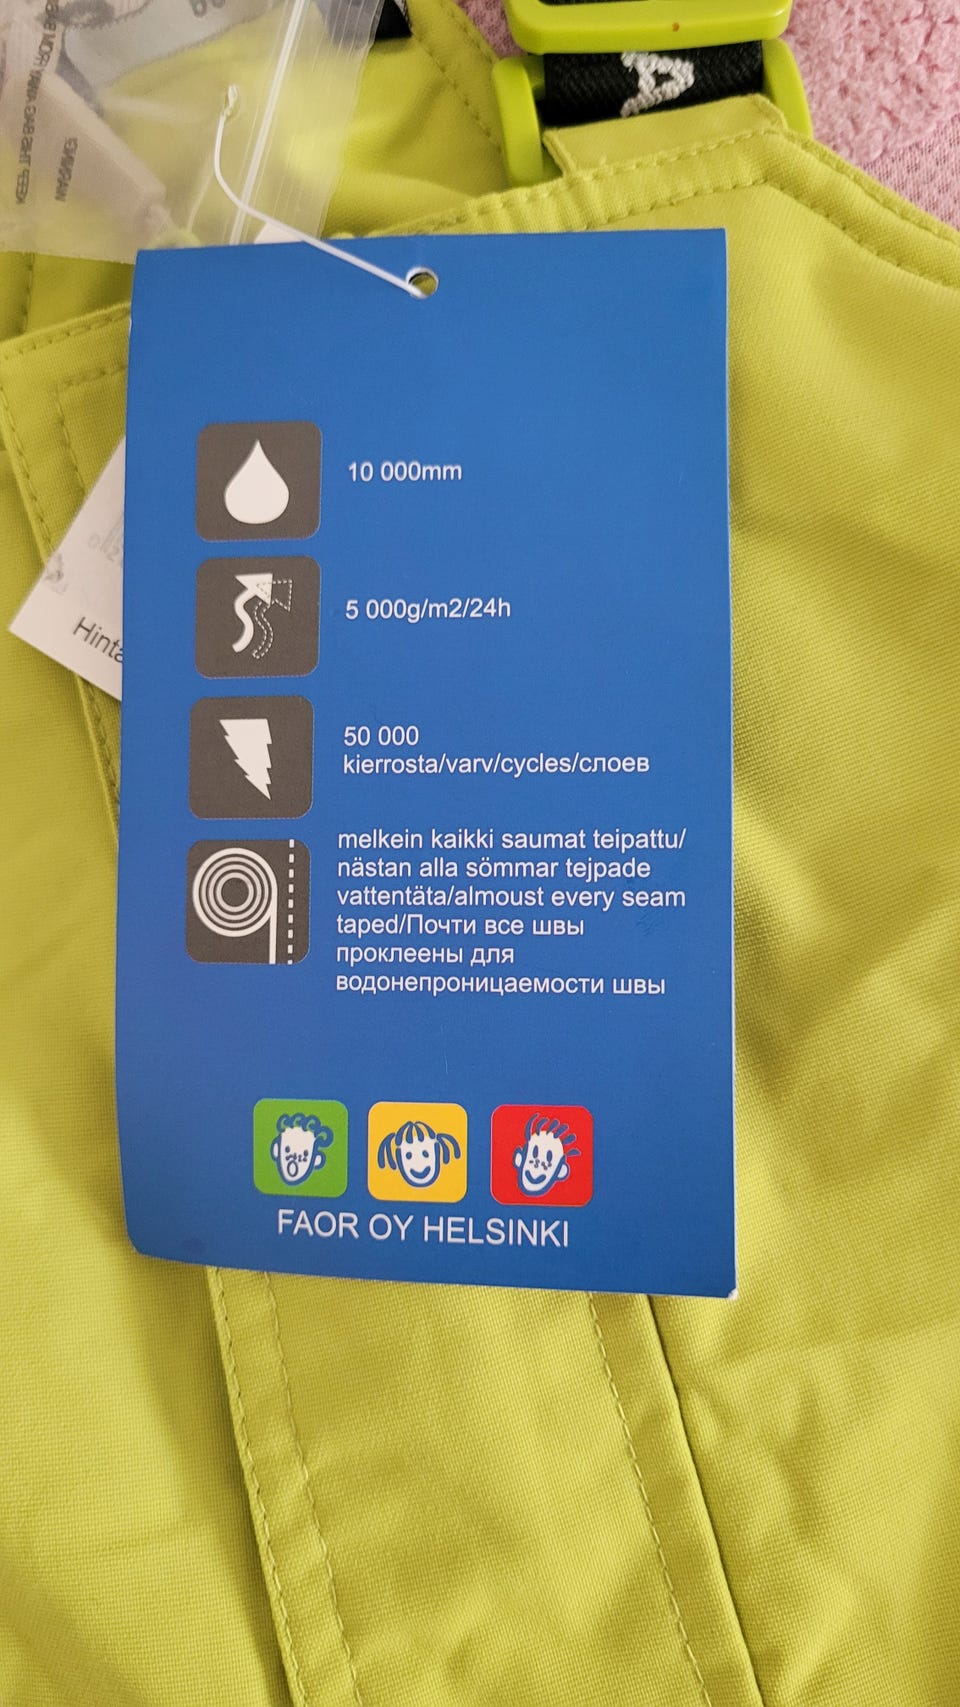 A
10 000mm
5 000g/m2/24h
50 000
kierrosta/varv/cycles/слоев
melkein kaikki saumat teipattu/
nästan alla sömmar tejpade
vattentäta/almoust every seam
taped/Почти все швы
проклеены для
водонепроницаемости швы
Hinta
FAOR OY HELSINKI